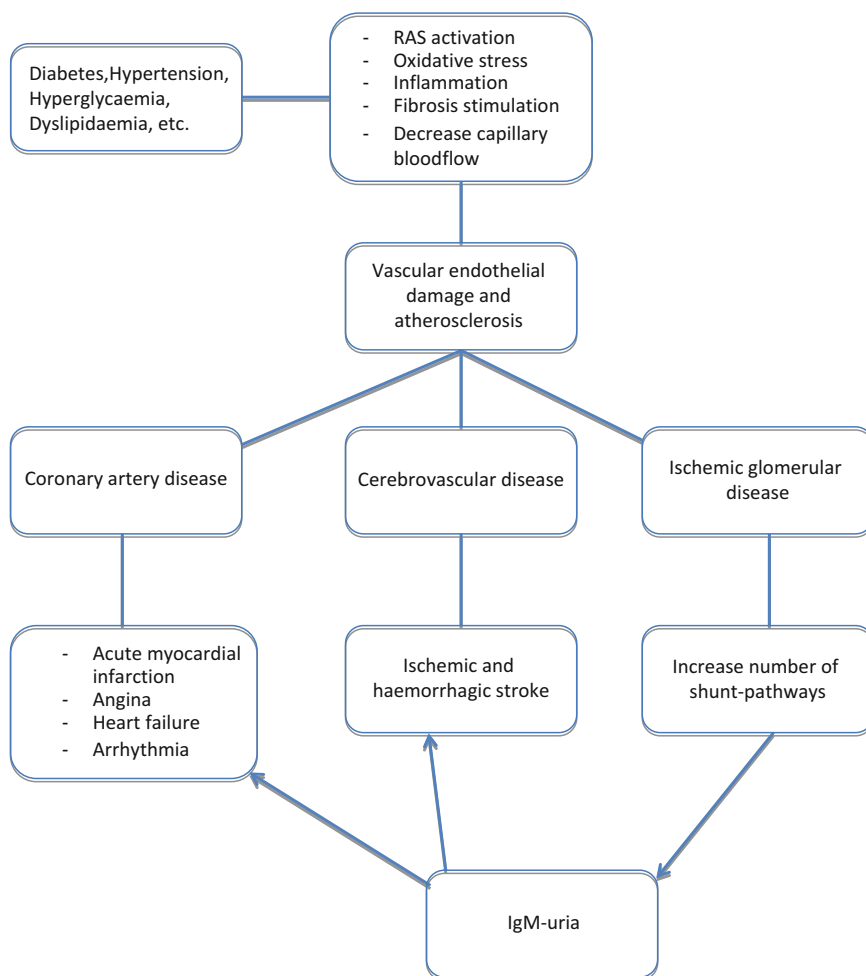 Diabetes,Hypertension,
Hyperglycaemia,
Dyslipidaemia, etc.
- RAS activation
- Oxidative stress
- Inflammation
- Fibrosis stimulation
- Decrease capillary
bloodflow
Vascular endothelial
damage and
atherosclerosis
Coronary artery disease
Cerebrovascular disease
Ischemic glomerular
disease
- Acute myocardial
infarction
- Angina
- Heart failure
- Arrhythmia
Ischemic and
haemorrhagic stroke
Increase number of
shunt-pathways
IgM-uria